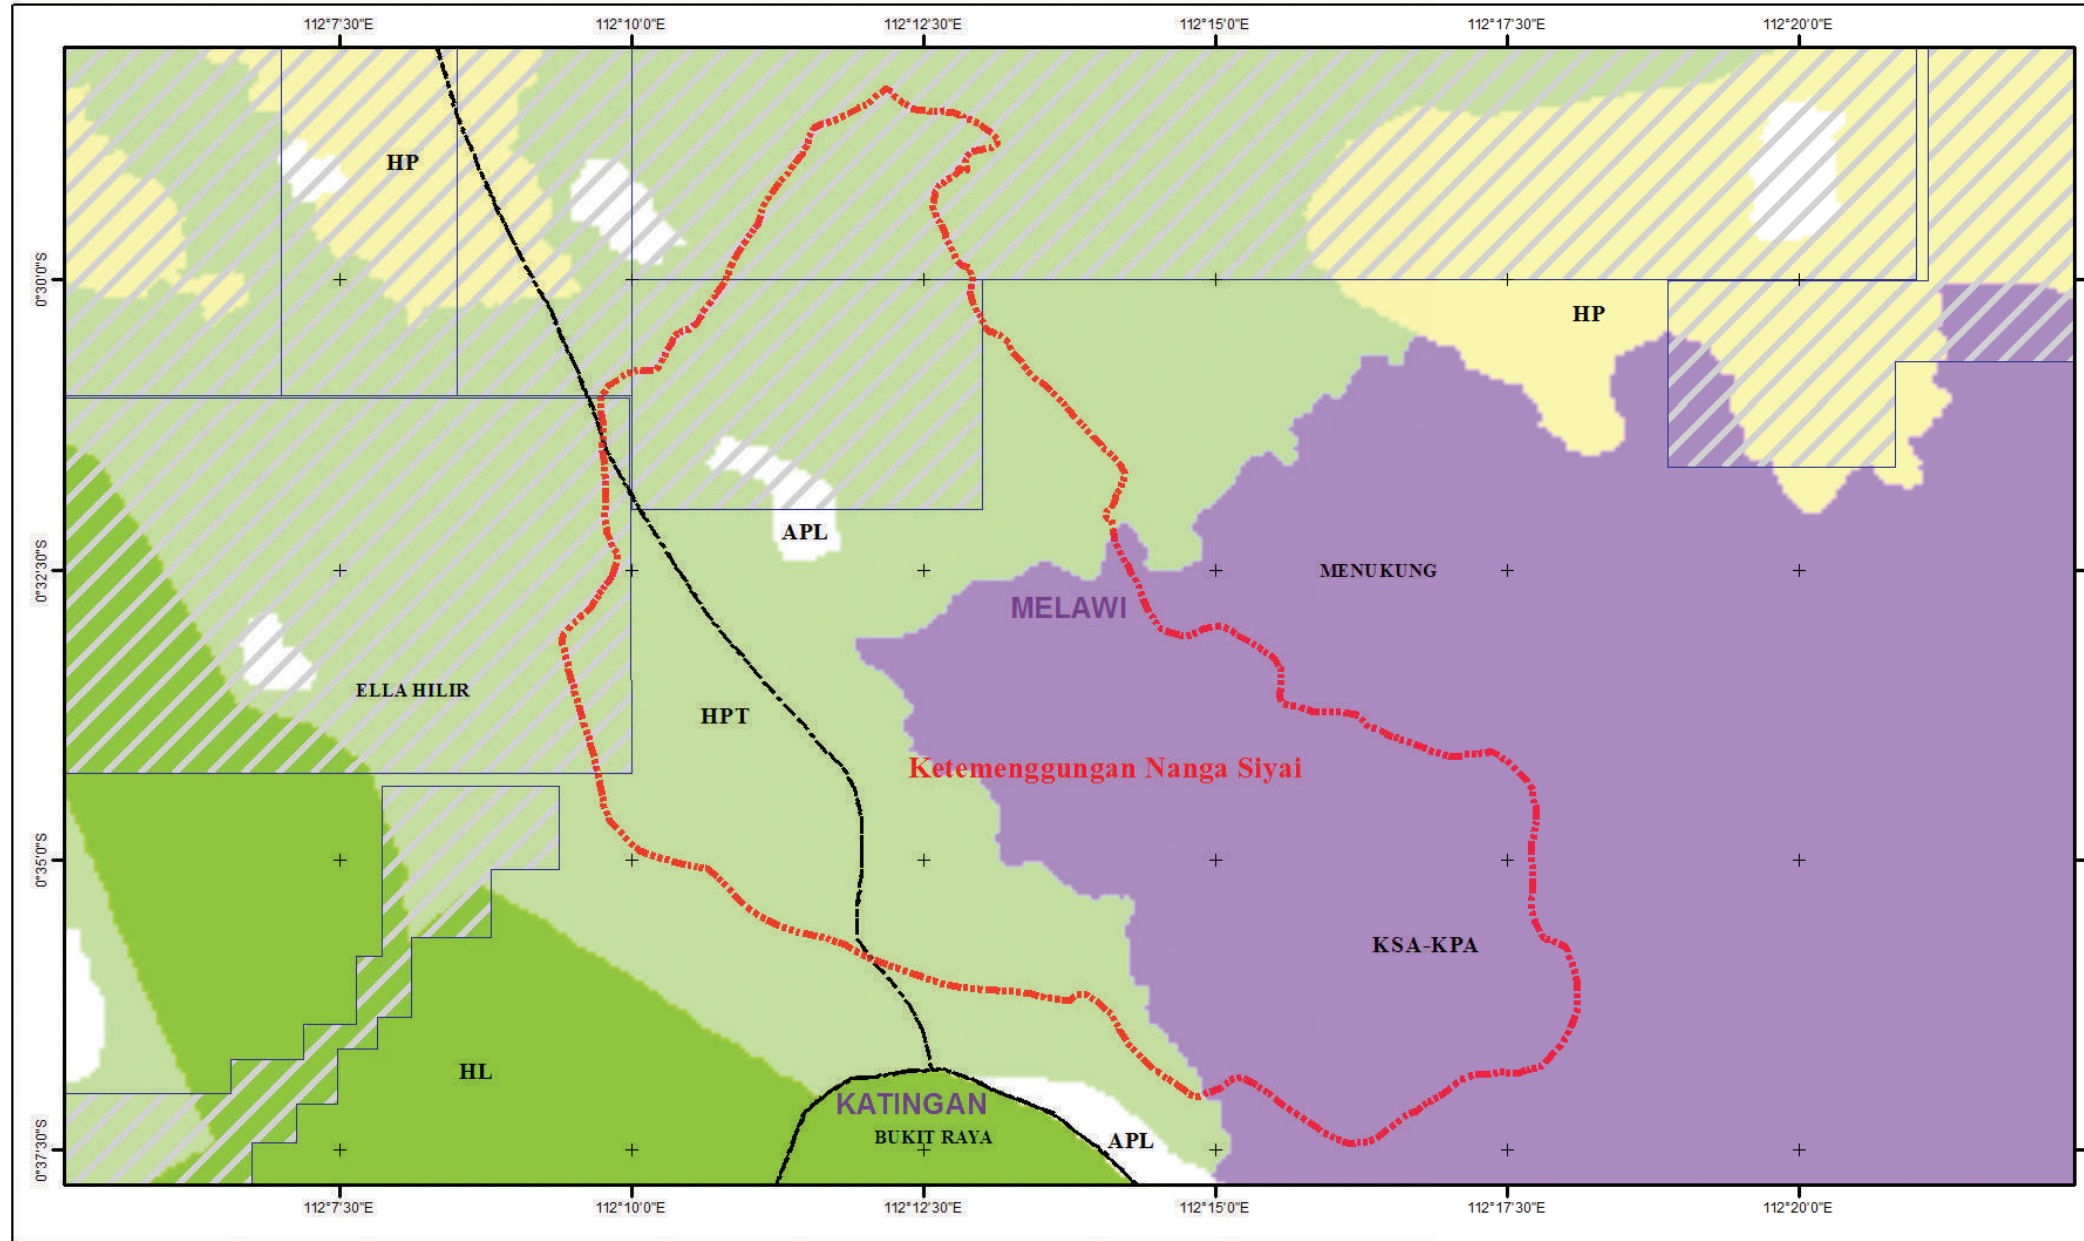 112°7'30"E
112°10'0"E
112°12'30"E
112°15'0"E
112°17'30"E
112°20'0"E
HP
0°30'0"S
HP
APL
0°32'30"S
MENUKUNG
MELAWI
ELLA HILIR
HPT
Ketemenggungan Nanga Siyai
0°35'0"S
KSA-KPA
HL
KATINGAN
BUKIT RAYA
APL
0°37'30"S
112°7'30"E
112°10'0"E
112°12'30"E
112°15'0"E
112°17'30"E
112°20'0"E